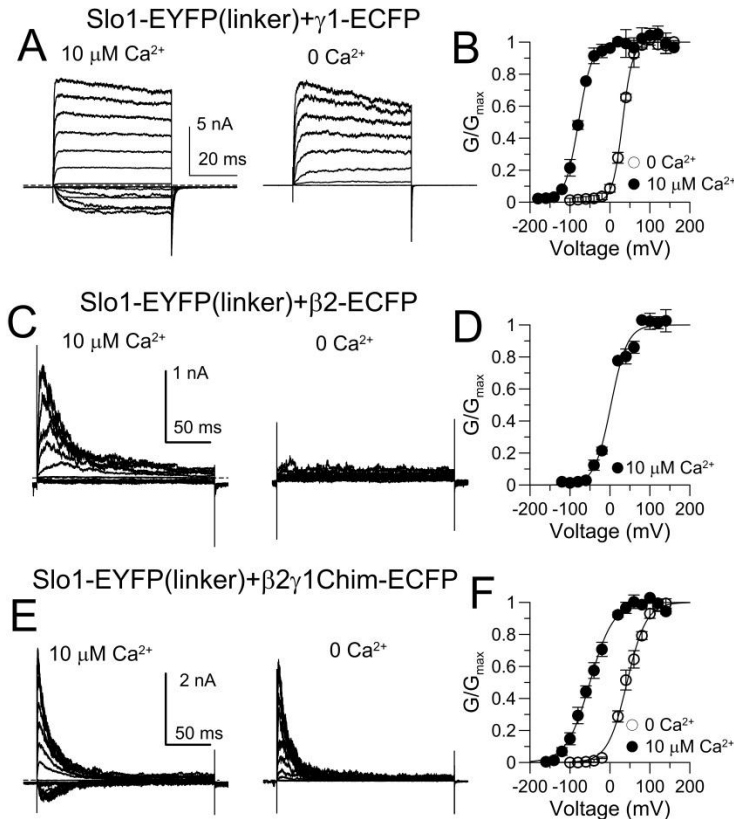 Slo1-EYFP(linker)+γ1-ECFP
A
10 μM Ca²⁺
0 Ca²⁺
5 nA
20 ms
B
G/Gmax
1
0.8
0.6
0.4
0.2
0
0 Ca²⁺
10 μM Ca²⁺
-200 -100 0 100 200
Voltage (mV)
Slo1-EYFP(linker)+β2-ECFP
C
10 μM Ca²⁺
0 Ca²⁺
1 nA
50 ms
D
G/Gmax
1
0.8
0.6
0.4
0.2
0
10 μM Ca²⁺
-200 -100 0 100 200
Voltage (mV)
Slo1-EYFP(linker)+β2γ1Chim-ECFP
E
10 μM Ca²⁺
0 Ca²⁺
2 nA
50 ms
F
G/Gmax
1
0.8
0.6
0.4
0.2
0
0 Ca²⁺
10 μM Ca²⁺
-200 -100 0 100 200
Voltage (mV)